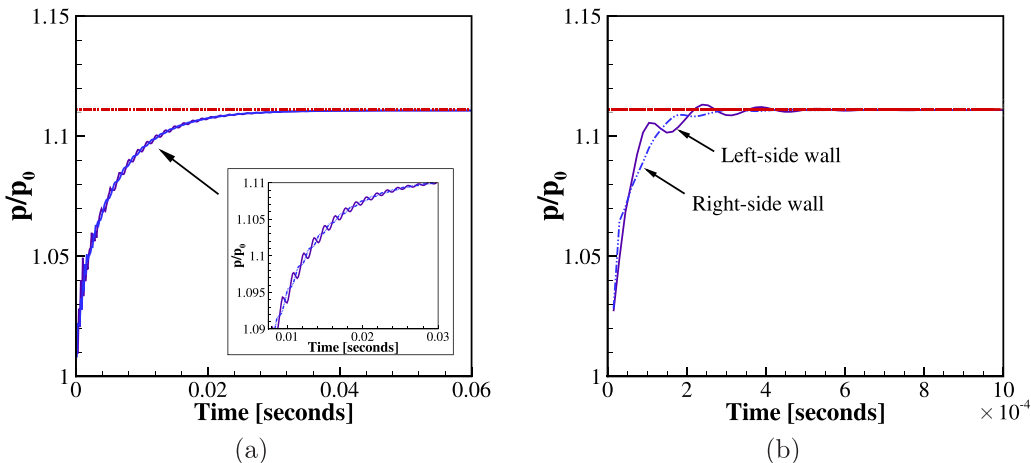 1.15
1.1
1.05
1
p/p0
0
0.02
0.04
0.06
Time [seconds]
1.11
1.105
1.1
1.095
1.09
p/p0
0.01
0.02
0.03
Time [seconds]
(a)
1.15
1.1
1.05
1
p/p0
Left-side wall
Right-side wall
0
2
4
6
8
10
×10-4
Time [seconds]
(b)